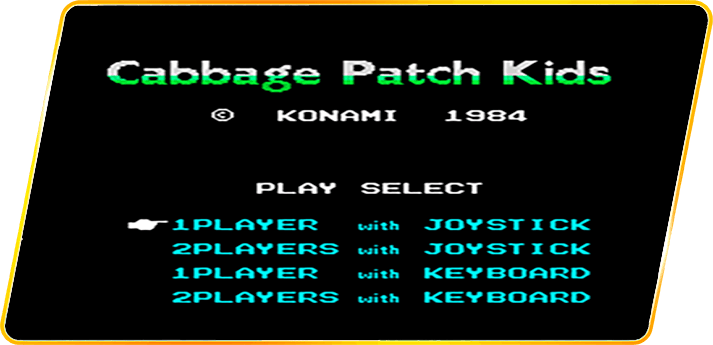 Cabbage Patch Kids
© KONAMI 1984
PLAY SELECT
1PLAYER with JOYSTICK
2PLAYERS with JOYSTICK
1PLAYER with KEYBOARD
2PLAYERS with KEYBOARD